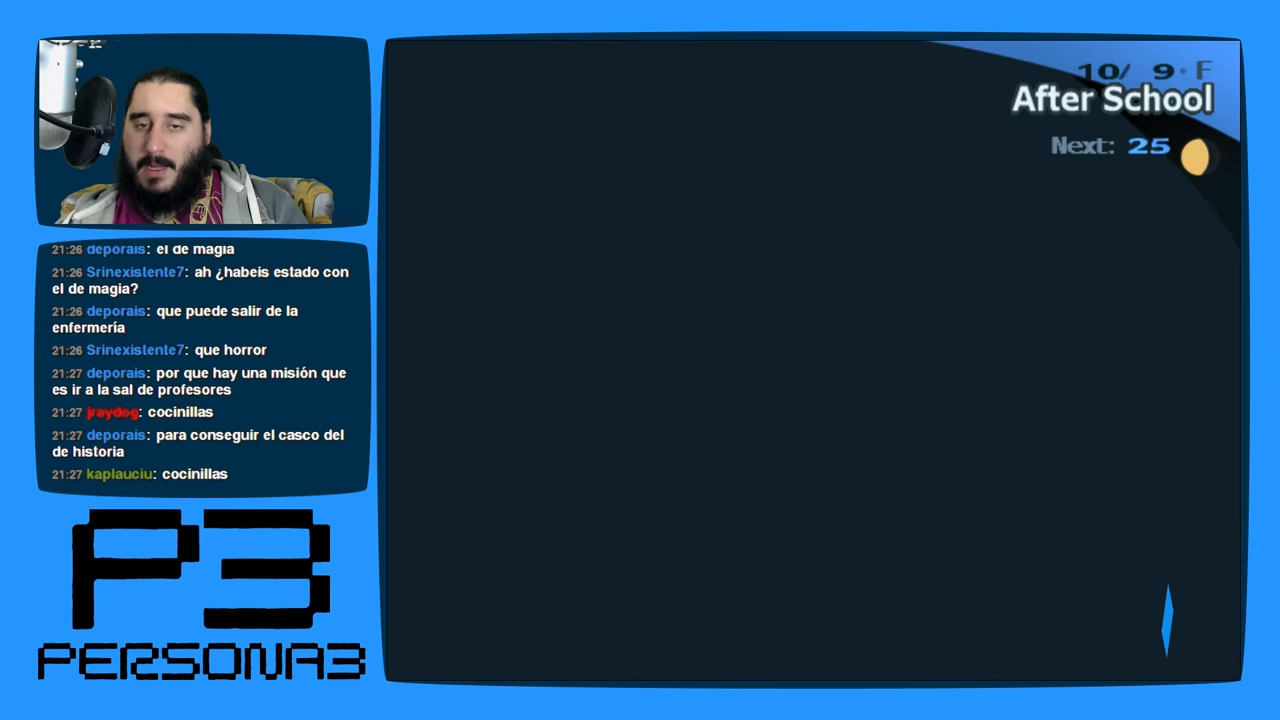 21:26 deporais: el de magia
21:26 Srinexistente7: ah ¿habeis estado con
el de magia?
21:26 deporais: que puede salir de la
enfermería
21:26 Srinexistente7: que horror
21:27 deporais: por que hay una misión que
es ir a la sal de profesores
21:27 jraydog: cocinillas
21:27 deporais: para conseguir el casco del
de historia
21:27 kaplauciu: cocinillas
P3
PERSONA3
10/ 9 · F
After School
Next: 25